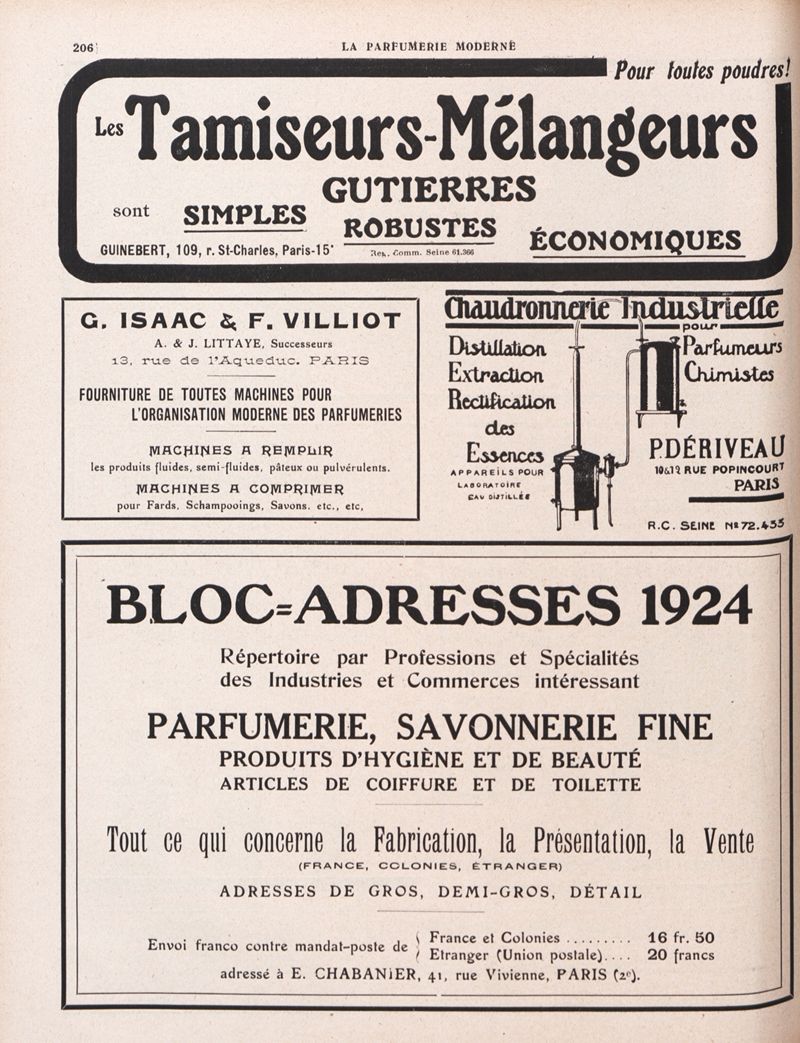 206
LA PARFUMERIE MODERNE
Pour toutes poudres!
Les Tamiseurs-Mélangeurs
GUTIERRES
sont SIMPLES
ROBUSTES
ÉCONOMIQUES
GUINEBERT, 109, r. St-Charles, Paris-15e
Reg. Comm. Seine 61.366
G. ISAAC & F. VILLIOT
A. & J. LITTAYE, Successeurs
13, rue de l'Aqueduc. PARIS
FOURNITURE DE TOUTES MACHINES POUR
L'ORGANISATION MODERNE DES PARFUMERIES
MACHINES A REMPLIR
les produits fluides, semi-fluides, pâteux ou pulvérulents.
MACHINES A COMPRIMER
pour Fards, Schampooings, Savons. etc., etc,
Chaudronnerie Industrielle
pour
Distillation
Extraction
Rectification
des
Essences
APPAREILS POUR
LABORATOIRE
EAU DISTILLÉE
Parfumeurs
Chimistes
P. DÉRIVEAU
10&12 RUE POPINCOURT
PARIS
R.C. SEINE No 72.455
BLOC=ADRESSES 1924
Répertoire par Professions et Spécialités
des Industries et Commerces intéressant
PARFUMERIE, SAVONNERIE FINE
PRODUITS D'HYGIÈNE ET DE BEAUTÉ
ARTICLES DE COIFFURE ET DE TOILETTE
Tout ce qui concerne la Fabrication, la Présentation, la Vente
(FRANCE, COLONIES, ÉTRANGER)
ADRESSES DE GROS, DEMI-GROS, DÉTAIL
Envoi franco contre mandat-poste de
France et Colonies ......... 16 fr. 50
Etranger (Union postale).... 20 francs
adressé à E. CHABANIER, 41, rue Vivienne, PARIS (2e).